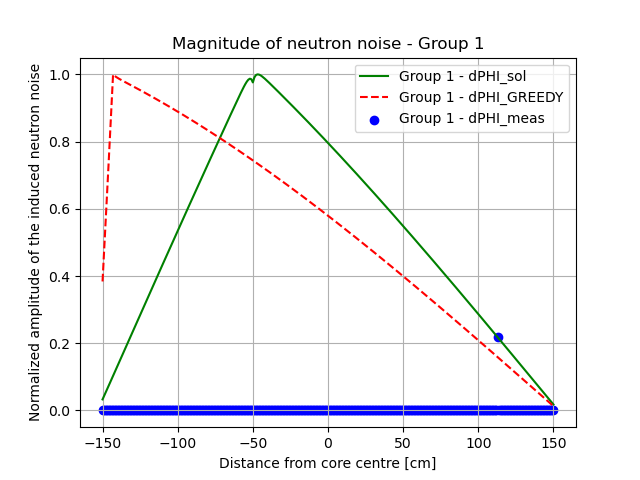 Magnitude of neutron noise - Group 1
Normalized amplitude of the induced neutron noise
1.0
0.8
0.6
0.4
0.2
0.0
Group 1 - dPHI_sol
Group 1 - dPHI_GREEDY
Group 1 - dPHI_meas
−150
−100
−50
0
50
100
150
Distance from core centre [cm]